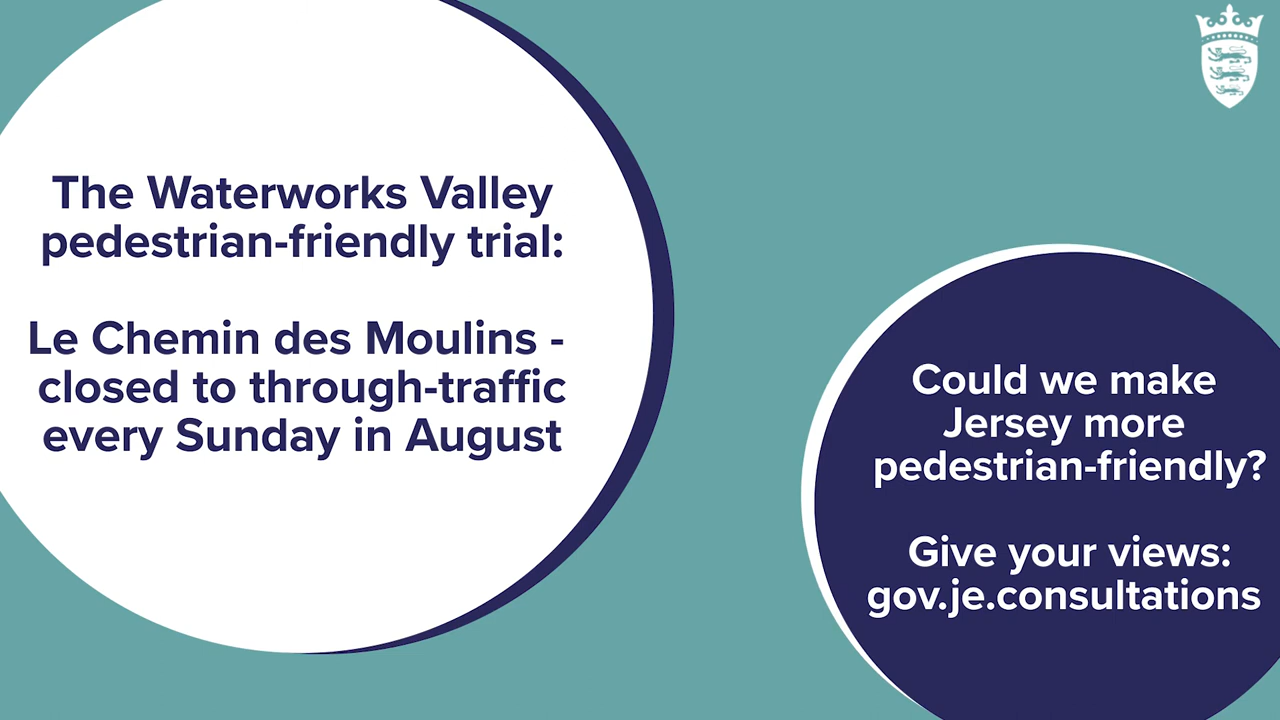 The Waterworks Valley
pedestrian-friendly trial:
Le Chemin des Moulins -
closed to through-traffic
every Sunday in August
Could we make
Jersey more
pedestrian-friendly?
Give your views:
gov.je.consultations